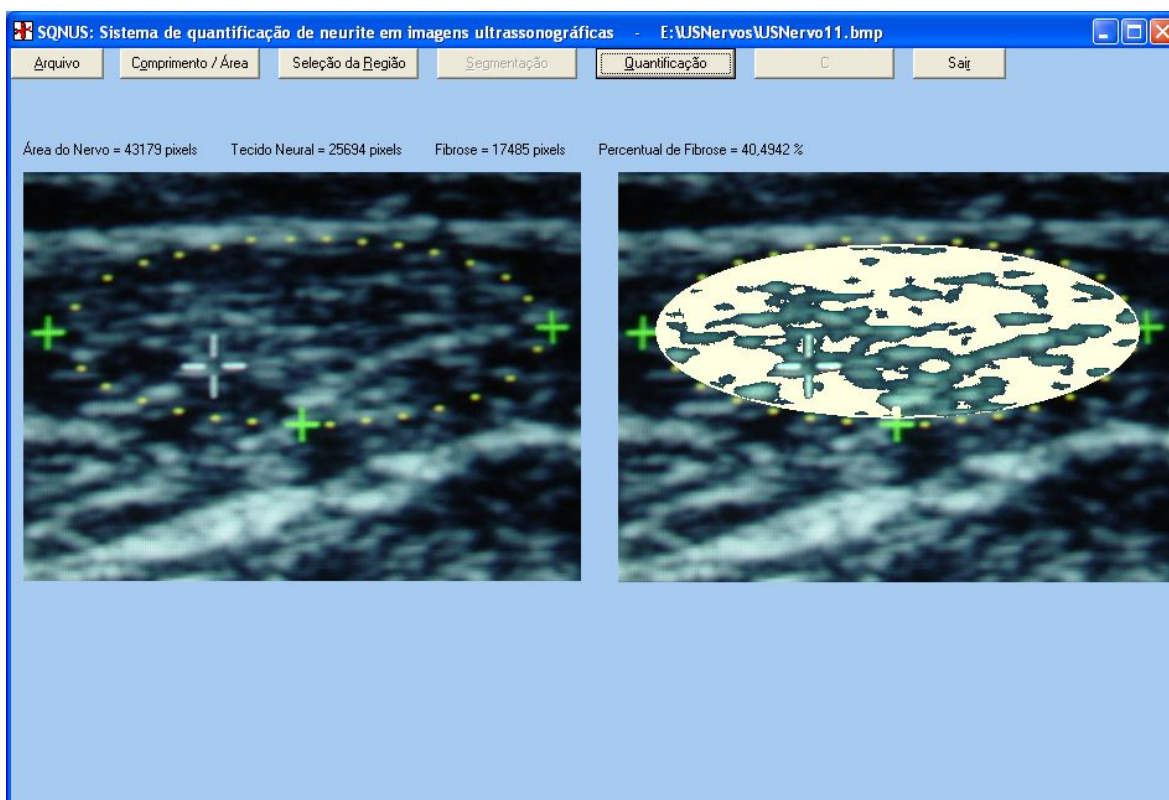 SQNUS: Sistema de quantificação de neurite em imagens ultrassonográficas - E:\USNervos\USNervo11.bmp
Arquivo Comprimento / Área Seleção da Região Segmentação Quantificação C Sair
Área do Nervo = 43179 pixels Tecido Neural = 25694 pixels Fibrose = 17485 pixels Percentual de Fibrose = 40,4942 %